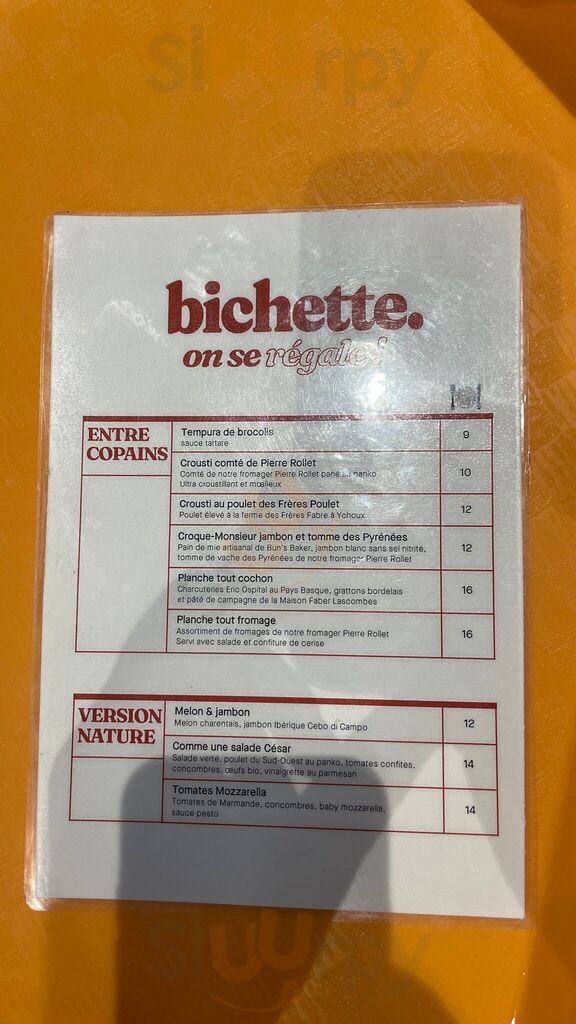 bichette.
on se régale !
ENTRE
COPAINS
Tempura de brocolis
sauce tartare
9
Crousti comté de Pierre Rollet
Comté de notre fromager Pierre Rollet pané au panko
Ultra croustillant et moelleux
10
Crousti au poulet des Frères Poulet
Poulet élevé à la ferme des Frères Fabre à Ychoux
12
Croque-Monsieur jambon et tomme des Pyrénées
Pain de mie artisanal de Bun's Baker, jambon blanc sans sel nitrité,
tomme de vache des Pyrénées de notre fromager Pierre Rollet
12
Planche tout cochon
Charcuteries Eric Ospital au Pays Basque, grattons bordelais
et pâté de campagne de la Maison Faber Lascombes
16
Planche tout fromage
Assortiment de fromages de notre fromager Pierre Rollet
Servi avec salade et confiture de cerise
16
VERSION
NATURE
Melon & jambon
Melon charentais, jambon Ibérique Cebo di Campo
12
Comme une salade César
Salade verte, poulet du Sud-Ouest au panko, tomates confites,
concombres, œufs bio, vinaigrette au parmesan
14
Tomates Mozzarella
Tomates de Marmande, concombres, baby mozzarella,
sauce pesto
14